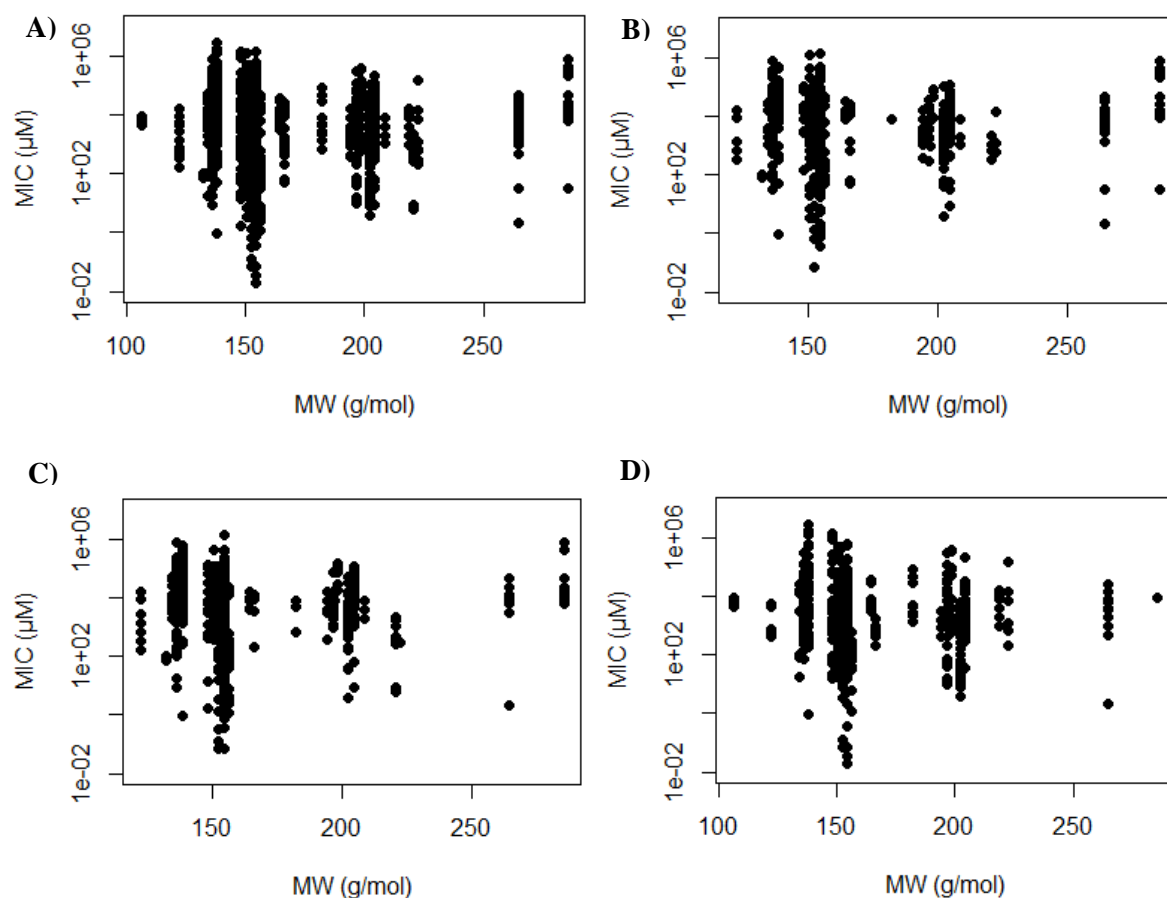 A)
MIC (µM)
1e+06
1e+02
1e-02
100
150
200
250
MW (g/mol)
B)
MIC (µM)
1e+06
1e+02
1e-02
150
200
250
MW (g/mol)
C)
MIC (µM)
1e+06
1e+02
1e-02
150
200
250
MW (g/mol)
D)
MIC (µM)
1e+06
1e+02
1e-02
100
150
200
250
MW (g/mol)